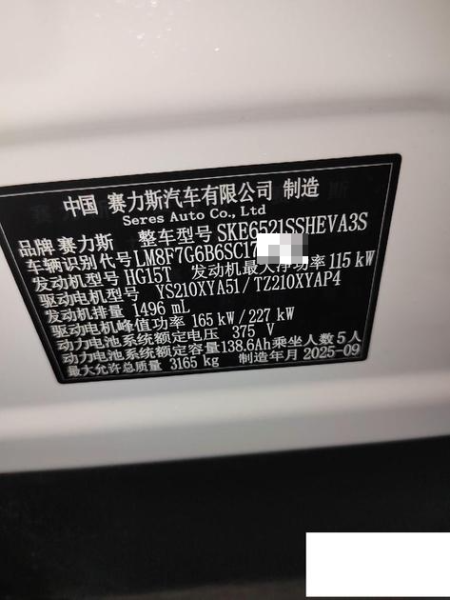 中国 赛力斯汽车有限公司 制造
Seres Auto Co., Ltd
品牌 赛力斯 整车型号 SKE6521SSHEVA3S
车辆识别代号 LM8F7G6B6SC17
发动机型号 HG15T 发动机最大净功率 115 kW
驱动电机型号 YS210XYA51/TZ210XYAP4
发动机排量 1496 mL
驱动电机峰值功率 165 kW/227 kW
动力电池系统额定电压 375 V
动力电池系统额定容量 138.6Ah 乘坐人数 5人
最大允许总质量 3165 kg 制造年月 2025-09